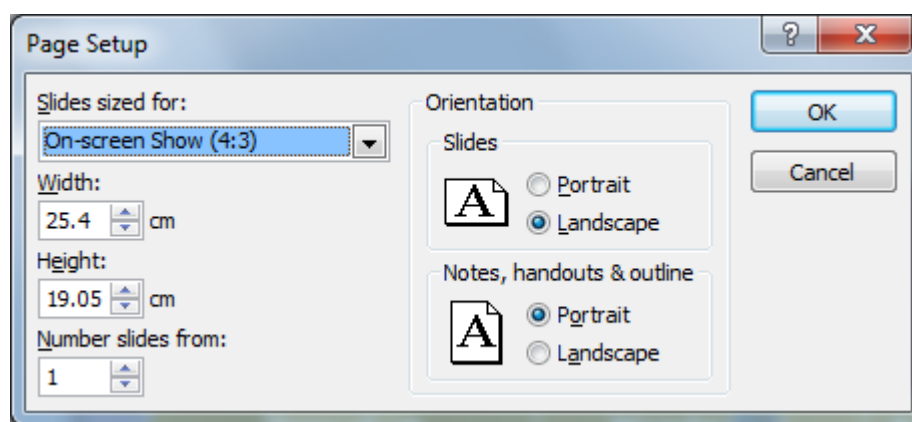 Page Setup
Slides sized for:
On-screen Show (4:3)
Width:
25.4 cm
Height:
19.05 cm
Number slides from:
1
Orientation
Slides
A
Portrait
Landscape
Notes, handouts & outline
A
Portrait
Landscape
?
X
OK
Cancel